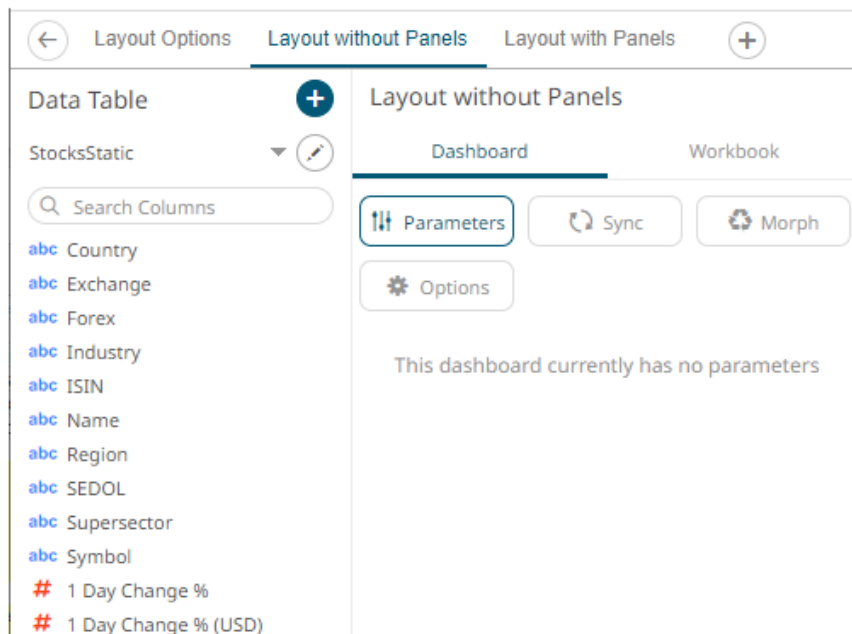 Layout Options Layout without Panels Layout with Panels
Data Table
StocksStatic
Search Columns
abc Country
abc Exchange
abc Forex
abc Industry
abc ISIN
abc Name
abc Region
abc SEDOL
abc Supersector
abc Symbol
# 1 Day Change %
# 1 Day Change % (USD)
Layout without Panels
Dashboard Workbook
Parameters Sync Morph
Options
This dashboard currently has no parameters